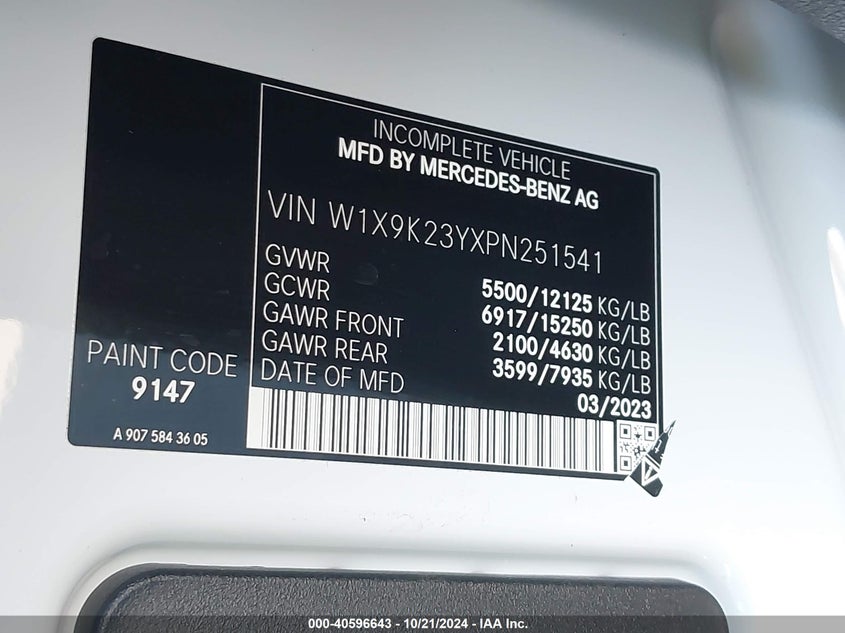 INCOMPLETE VEHICLE
MFD BY MERCEDES-BENZ AG
VIN W1X9K23YXPN251541
GVWR 5500/12125 KG/LB
GCWR 6917/15250 KG/LB
GAWR FRONT 2100/4630 KG/LB
GAWR REAR 3599/7935 KG/LB
DATE OF MFD 03/2023
PAINT CODE
9147
A 907 584 36 05
000-40596643 / 10/21/2024 - IAA Inc.